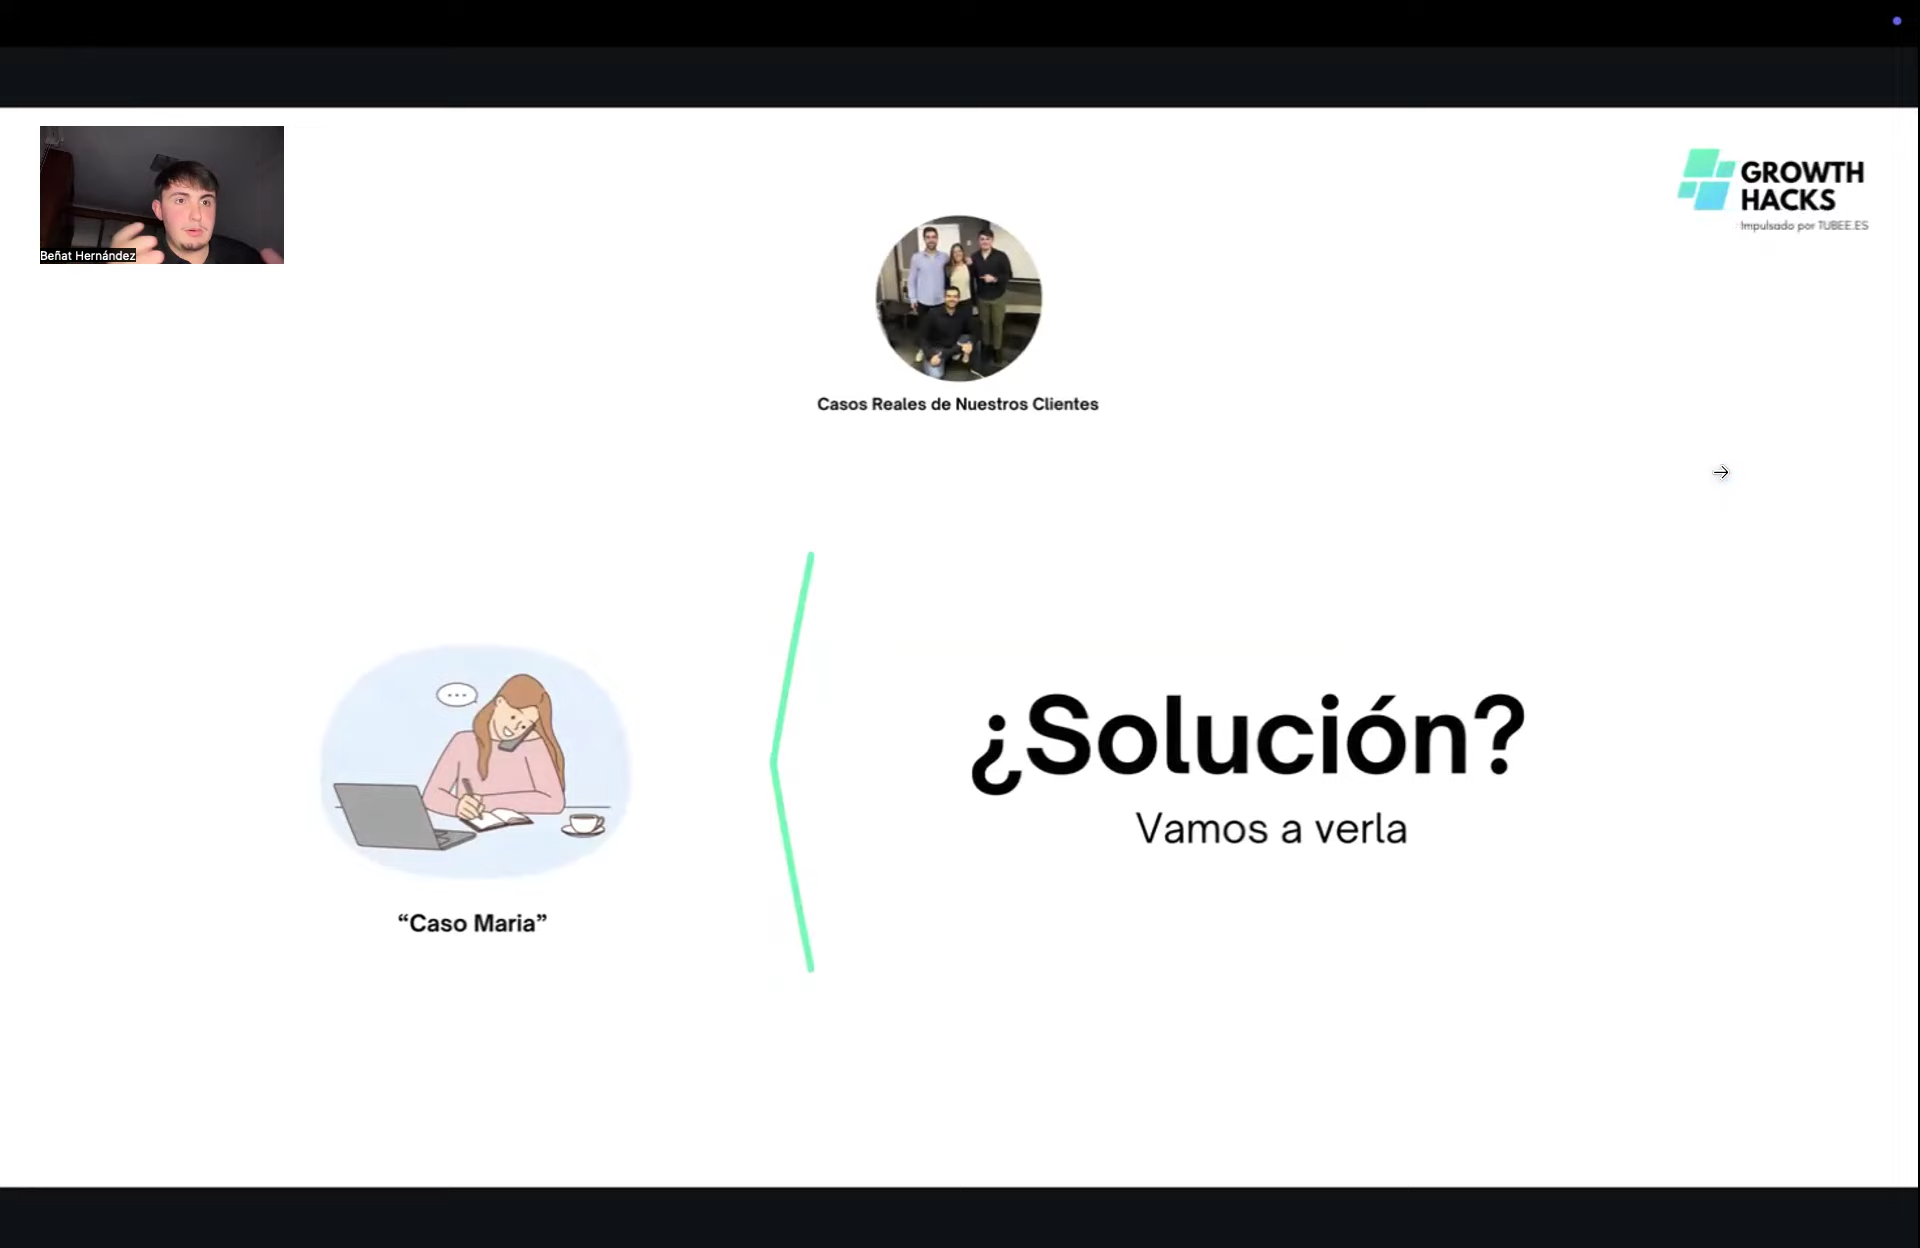 Beñat Hernández
GROWTH
HACKS
Impulsado por TUBEE.ES
Casos Reales de Nuestros Clientes
¿Solución?
Vamos a verla
“Caso Maria”